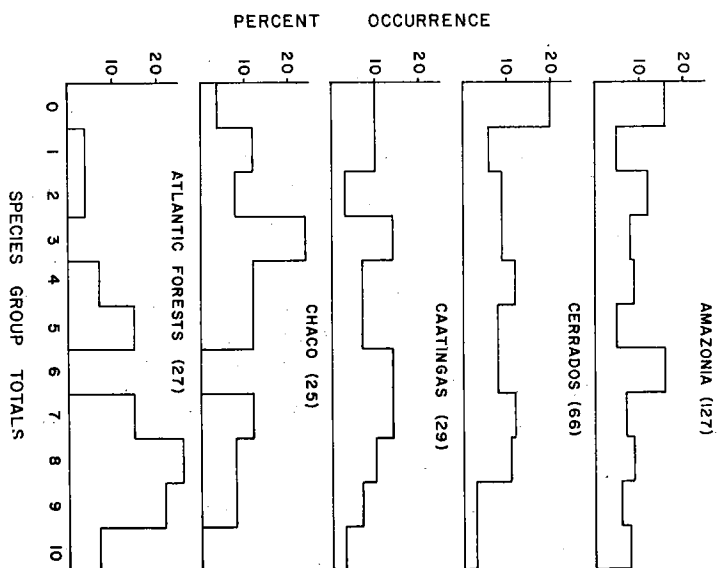 PERCENT OCCURRENCE
10 20
AMAZONIA (127)
10 20
CERRADOS (66)
10 20
CAATINGAS (29)
10 20
CHACO (25)
10 20
ATLANTIC FORESTS (27)
0 1 2 3 4 5 6 7 8 9 10
SPECIES GROUP TOTALS